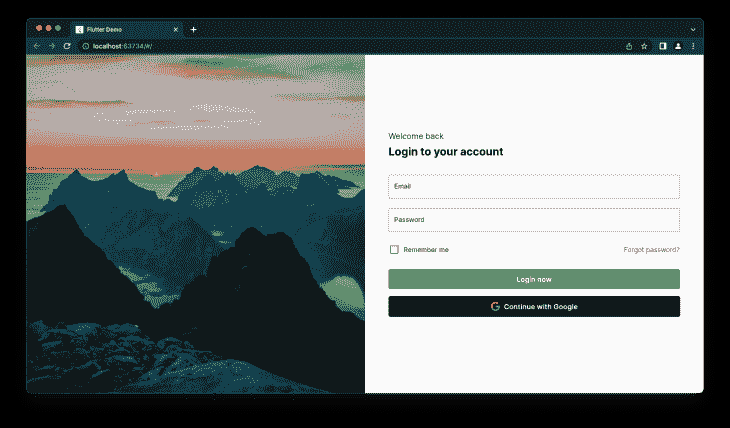 Flutter Demo
localhost:63734/#/
Welcome back
Login to your account
Email
Password
Remember me
Forgot password?
Login now
Continue with Google